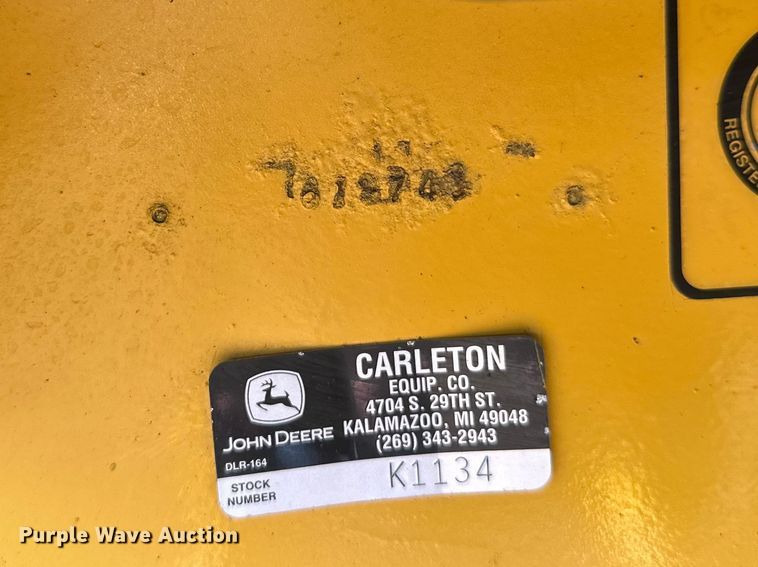 REGISTE
CARLETON
EQUIP. CO.
4704 S. 29TH ST.
KALAMAZOO, MI 49048
(269) 343-2943
JOHN DEERE
DLR-164
STOCK NUMBER
K1134
Purple Wave Auction